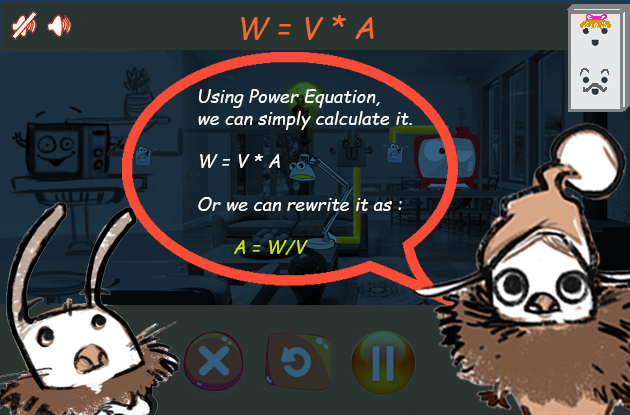 W = V * A
Using Power Equation,
we can simply calculate it.
W = V * A
Or we can rewrite it as :
A = W/V